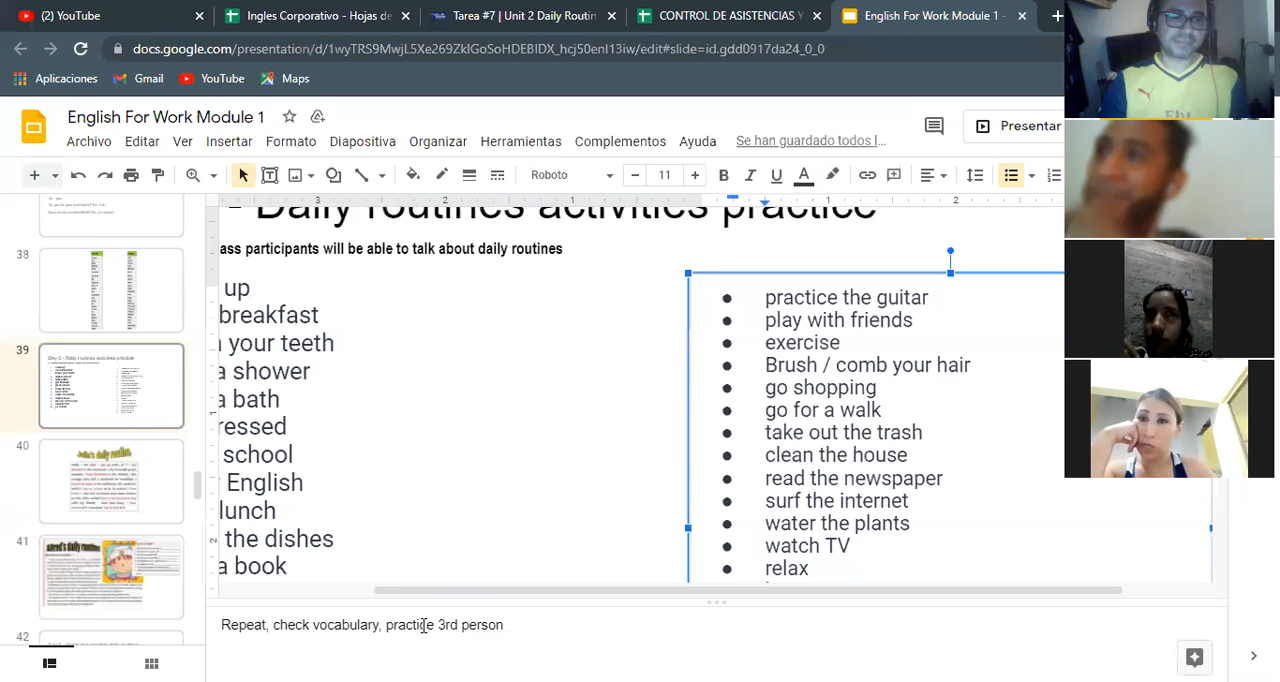 (2) YouTube
Ingles Corporativo - Hojas de
Tarea #7 | Unit 2 Daily Routin
CONTROL DE ASISTENCIAS Y
English For Work Module 1 -
docs.google.com/presentation/d/1wyTRS9MwjL5Xe269ZklGoSoHDEBIDX_hcj50enl13iw/edit#slide=id.gdd0917da24_0_0
Aplicaciones
Gmail
YouTube
Maps
English For Work Module 1
Archivo Editar Ver Insertar Formato Diapositiva Organizar Herramientas Complementos Ayuda Se han guardado todos l...
Presentar
Roboto
11
B I U A
3 2 1 1 2
38
39
40
41
42
- Daily routines activities practice
ass participants will be able to talk about daily routines
up
breakfast
your teeth
a shower
a bath
ressed
school
English
lunch
the dishes
a book
practice the guitar
play with friends
exercise
Brush / comb your hair
go shopping
go for a walk
take out the trash
clean the house
read the newspaper
surf the internet
water the plants
watch TV
relax
Repeat, check vocabulary, practice 3rd person